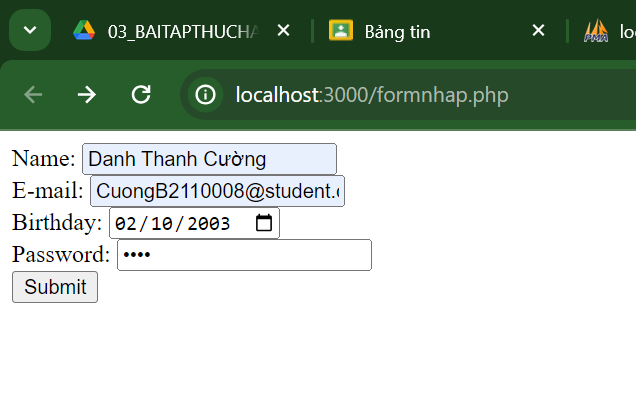 03_BAITAPTHUCHA
Bảng tin
loc
localhost:3000/formnhap.php
Name: Danh Thanh Cường
E-mail: CuongB2110008@student.c
Birthday: 02/10/2003
Password: ••••
Submit